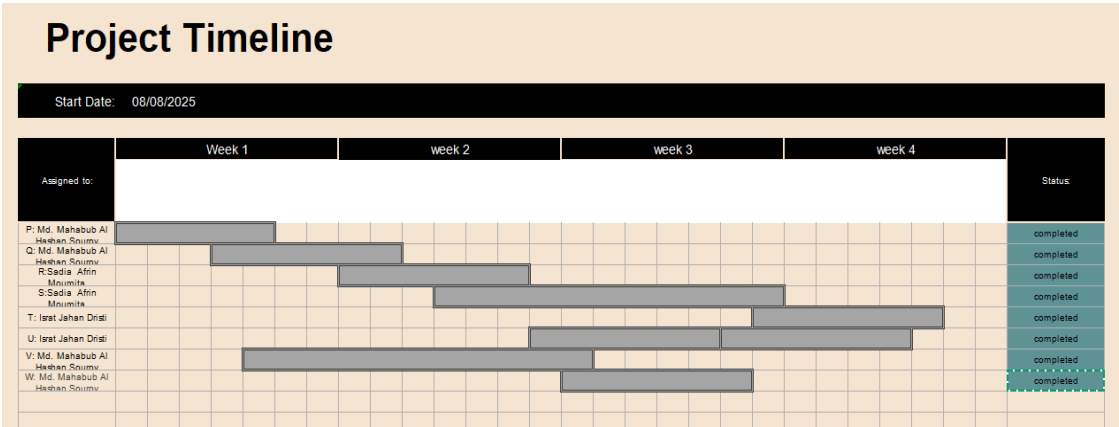 Project Timeline
Start Date: 08/08/2025
Week 1 week 2 week 3 week 4
Assigned to: Status:
P: Md. Mahabub Al
Hashan Sourov completed
Q: Md. Mahabub Al
Hashan Sourov completed
R:Sadia Afrin
Moumita completed
S:Sadia Afrin
Moumita completed
T: Israt Jahan Dristi completed
U: Israt Jahan Dristi completed
V: Md. Mahabub Al
Hashan Sourov completed
W: Md. Mahabub Al
Hashan Sourov completed